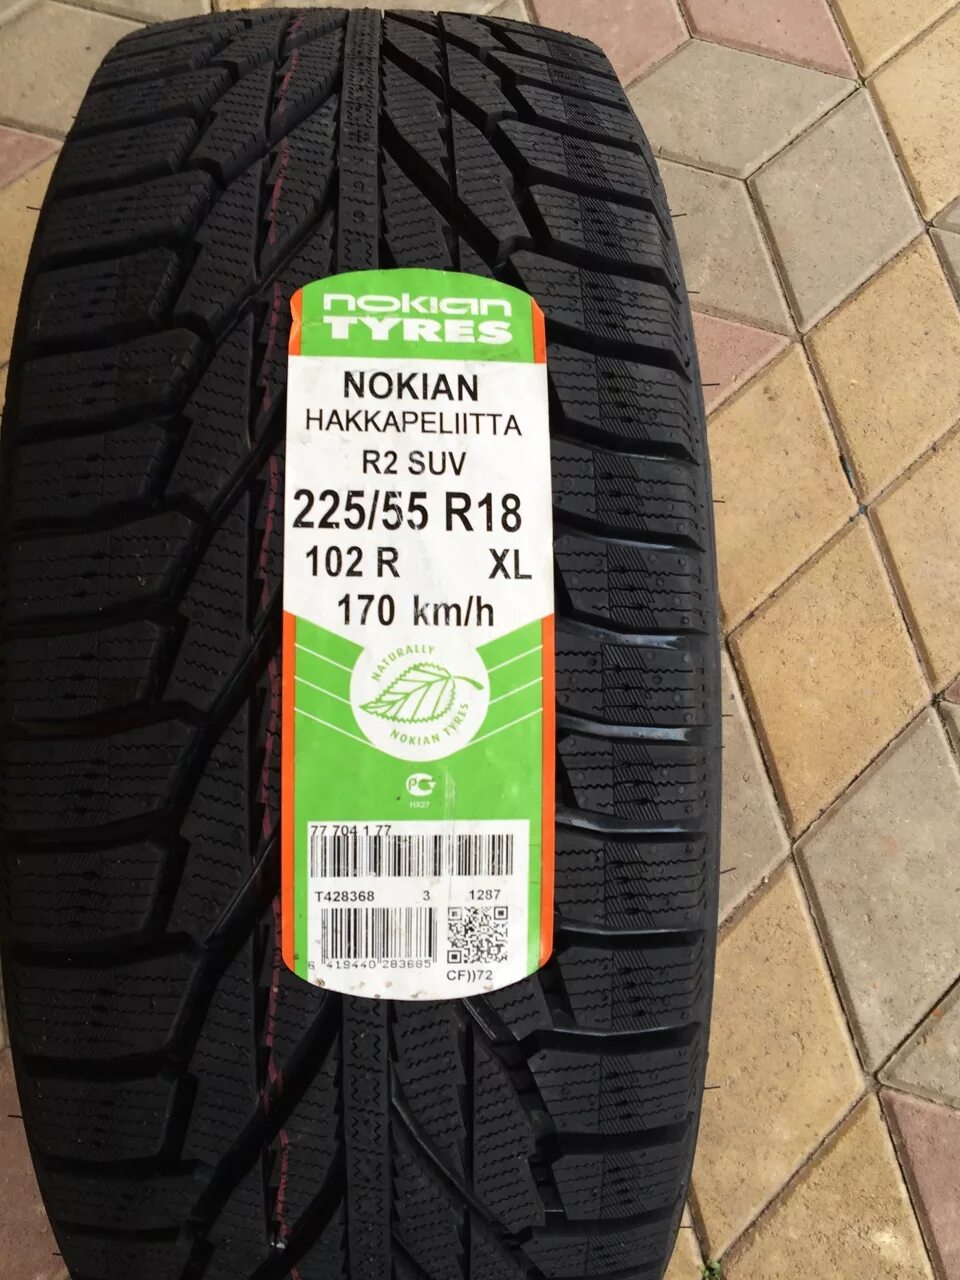 nokian
TYRES
NOKIAN
HAKKAPELIITTA
R2 SUV
225/55 R18
102 R XL
170 km/h
NATURALLY
NOKIAN TYRES
HX27
77 704 1 77
T428368 3 1287
6 419440 283685
CF))72